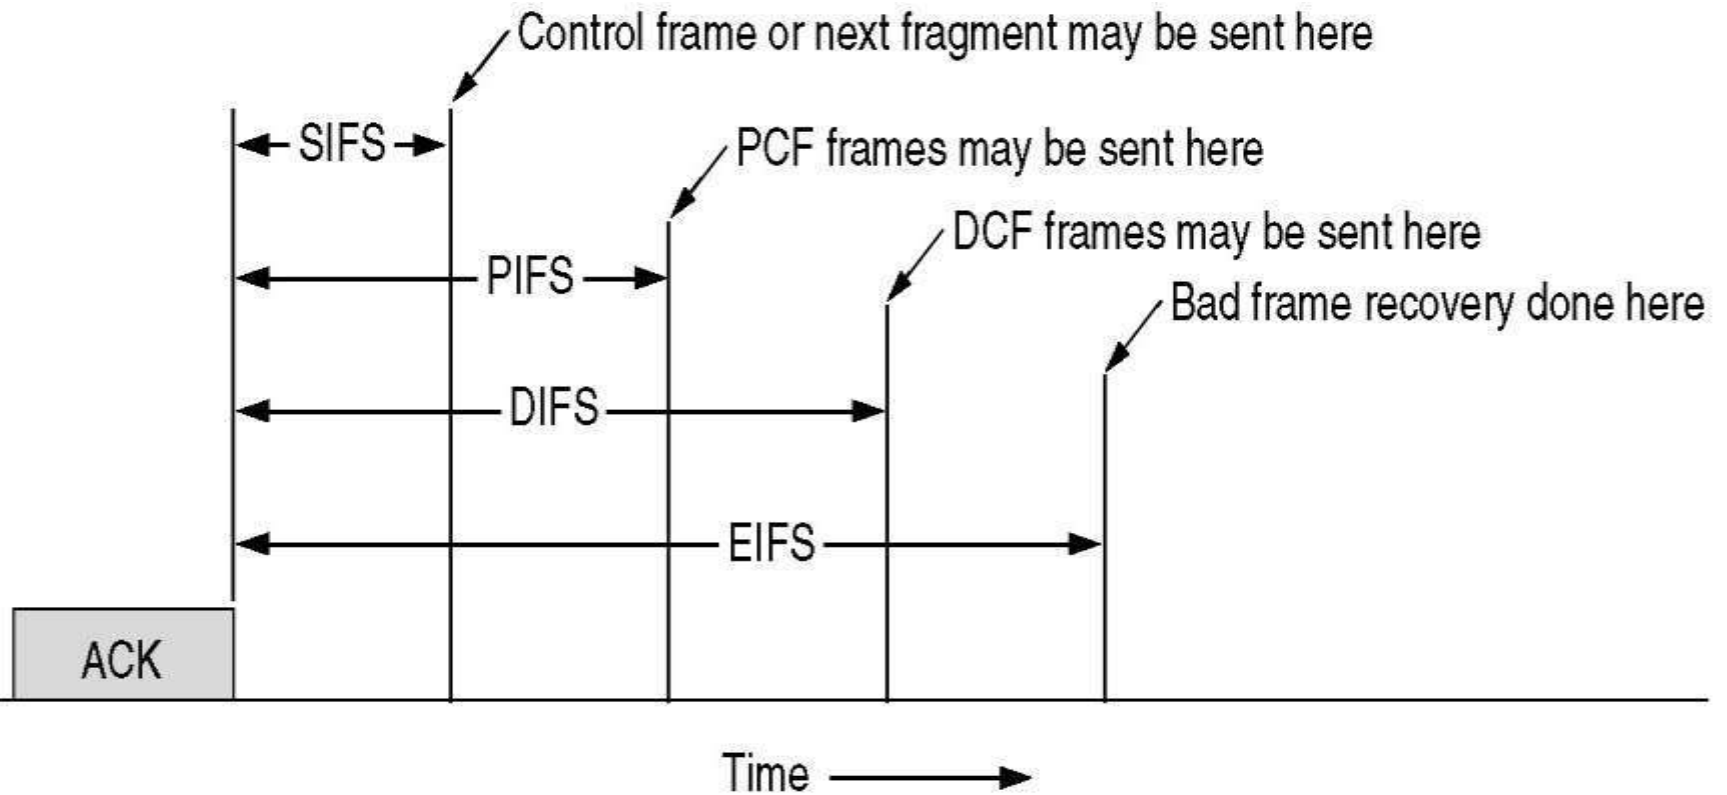 Control frame or next fragment may be sent here
SIFS
PCF frames may be sent here
DCF frames may be sent here
PIFS
Bad frame recovery done here
DIFS
EIFS
ACK
Time